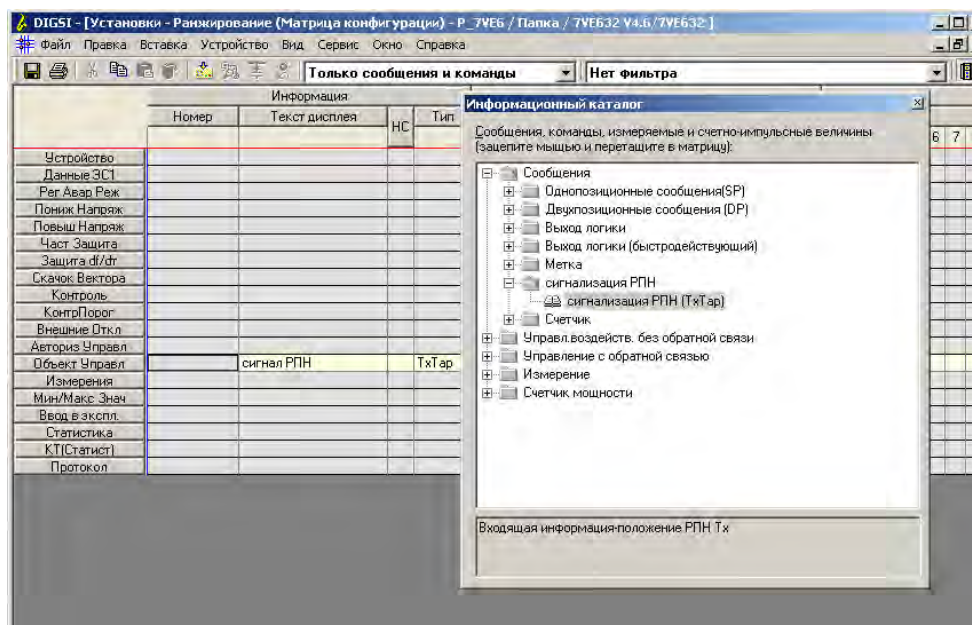 DIGSI - [Установки - Ранжирование (Матрица конфигурации) - P_7VE6 / Папка / 7VE632 V4.6/7VE632 ]
Файл Правка Вставка Устройство Вид Сервис Окно Справка
Только сообщения и команды Нет фильтра
Информация
Номер Текст дисплея НС Тип
6 7
Устройство
Данные ЭС1
Рег Авар Реж
Пониж Напряж
Повыш Напряж
Част Защита
Защита df/dт
Скачок Вектора
Контроль
КонтрПорог
Внешние Откл
Авториз Управл
Объект Управл сигнал РПН TxTap
Измерения
Мин/Макс Знач
Ввод в экспл.
Статистика
КТ(Статист)
Протокол
Информационный каталог
Сообщения, команды, измеряемые и счетно-импульсные величины
(зацепите мышью и перетащите в матрицу):
Сообщения
Однопозиционные сообщения(SP)
Двухпозиционные сообщения (DP)
Выход логики
Выход логики (быстродействующий)
Метка
сигнализация РПН
сигнализация РПН (TxTap)
Счетчик
Управл.воздейств. без обратной связи
Управление с обратной связью
Измерение
Счетчик мощности
Входящая информация-положение РПН Tx